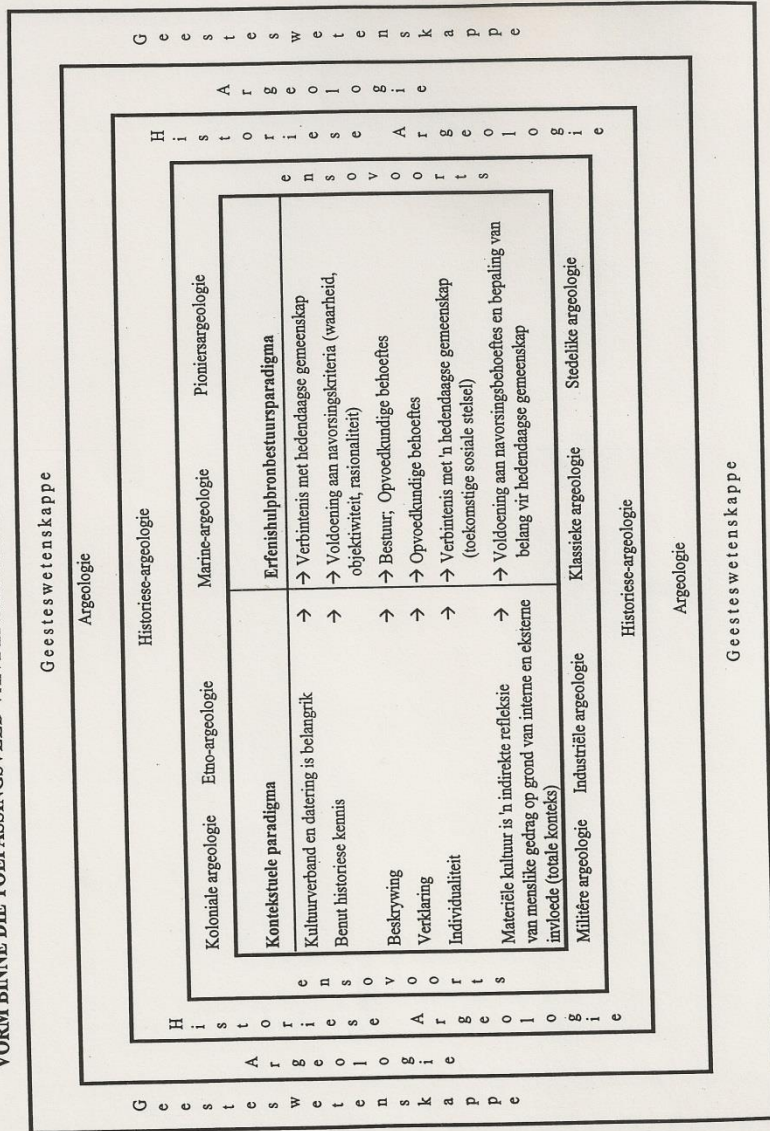 VORM BINNE DIE TOEPASSINGSVELD
Geesteswetenskappe
Argeologie
Historiese-argeologie
Koloniale argeologie Etno-argeologie Marine-argeologie Pioniersargeologie
Geesteswetenskappe
Argeologie
Historiese Argeologie
ensovoorts
Kontekstuele paradigma Erfenishulpbronbestuursparadigma
Kultuurverband en datering is belangrik → → Verbintenis met hedendaagse gemeenskap
Benut historiese kennis → → Voldoening aan navorsingskriteria (waarheid,
objektiwiteit, rasionaliteit)
Beskrywing → → Bestuur; Opvoedkundige behoeftes
Verklaring → → Opvoedkundige behoeftes
Individualiteit → → Verbintenis met 'n hedendaagse gemeenskap
(toekomstige sosiale stelsel)
Materiële kultuur is 'n indirekte refleksie → → Voldoening aan navorsingsbehoeftes en bepaling van
van menslike gedrag op grond van interne en eksterne belang vir hedendaagse gemeenskap
invloede (totale konteks)
ensovoorts
Historiese Argeologie
Argeologie
Geesteswetenskappe
Militêre argeologie Industriële argeologie Klassieke argeologie Stedelike argeologie
Historiese-argeologie
Argeologie
Geesteswetenskappe